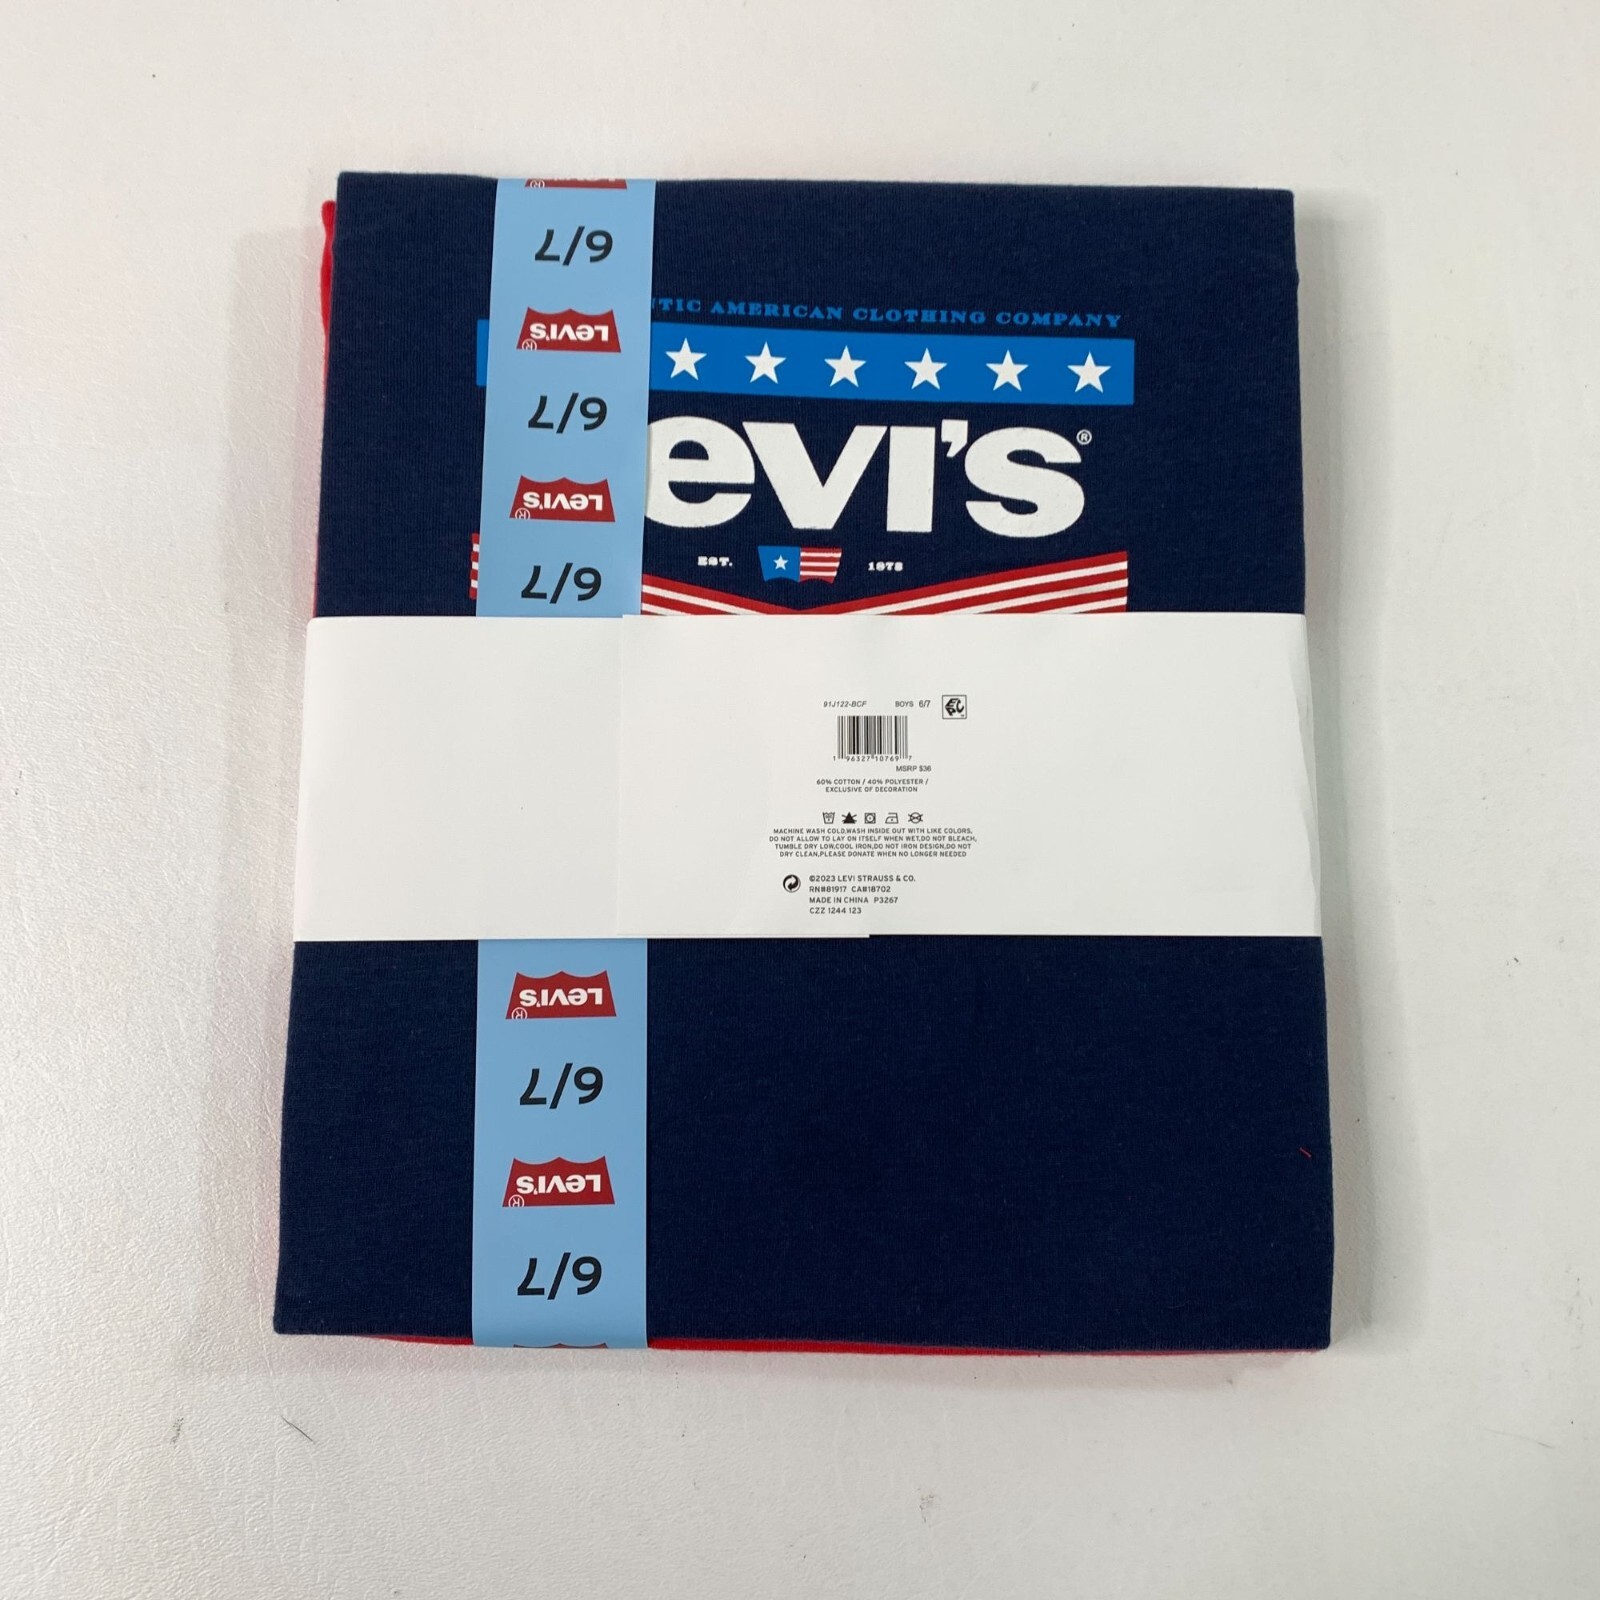 6/7
LEVI'S ®
6/7
LEVI'S ®
6/7
TIC AMERICAN CLOTHING COMPANY
evi's®
EST. 1873
91J122-BCF BOYS 6/7
1 96327 10769 7
MSRP $36
60% COTTON / 40% POLYESTER /
EXCLUSIVE OF DECORATION
MACHINE WASH COLD,WASH INSIDE OUT WITH LIKE COLORS,
DO NOT ALLOW TO LAY ON ITSELF WHEN WET,DO NOT BLEACH,
TUMBLE DRY LOW,COOL IRON,DO NOT IRON DESIGN,DO NOT
DRY CLEAN,PLEASE DONATE WHEN NO LONGER NEEDED
©2023 LEVI STRAUSS & CO.
RN#81917 CA#18702
MADE IN CHINA P3267
CZZ 1244 123
LEVI'S ®
6/7
LEVI'S ®
6/7